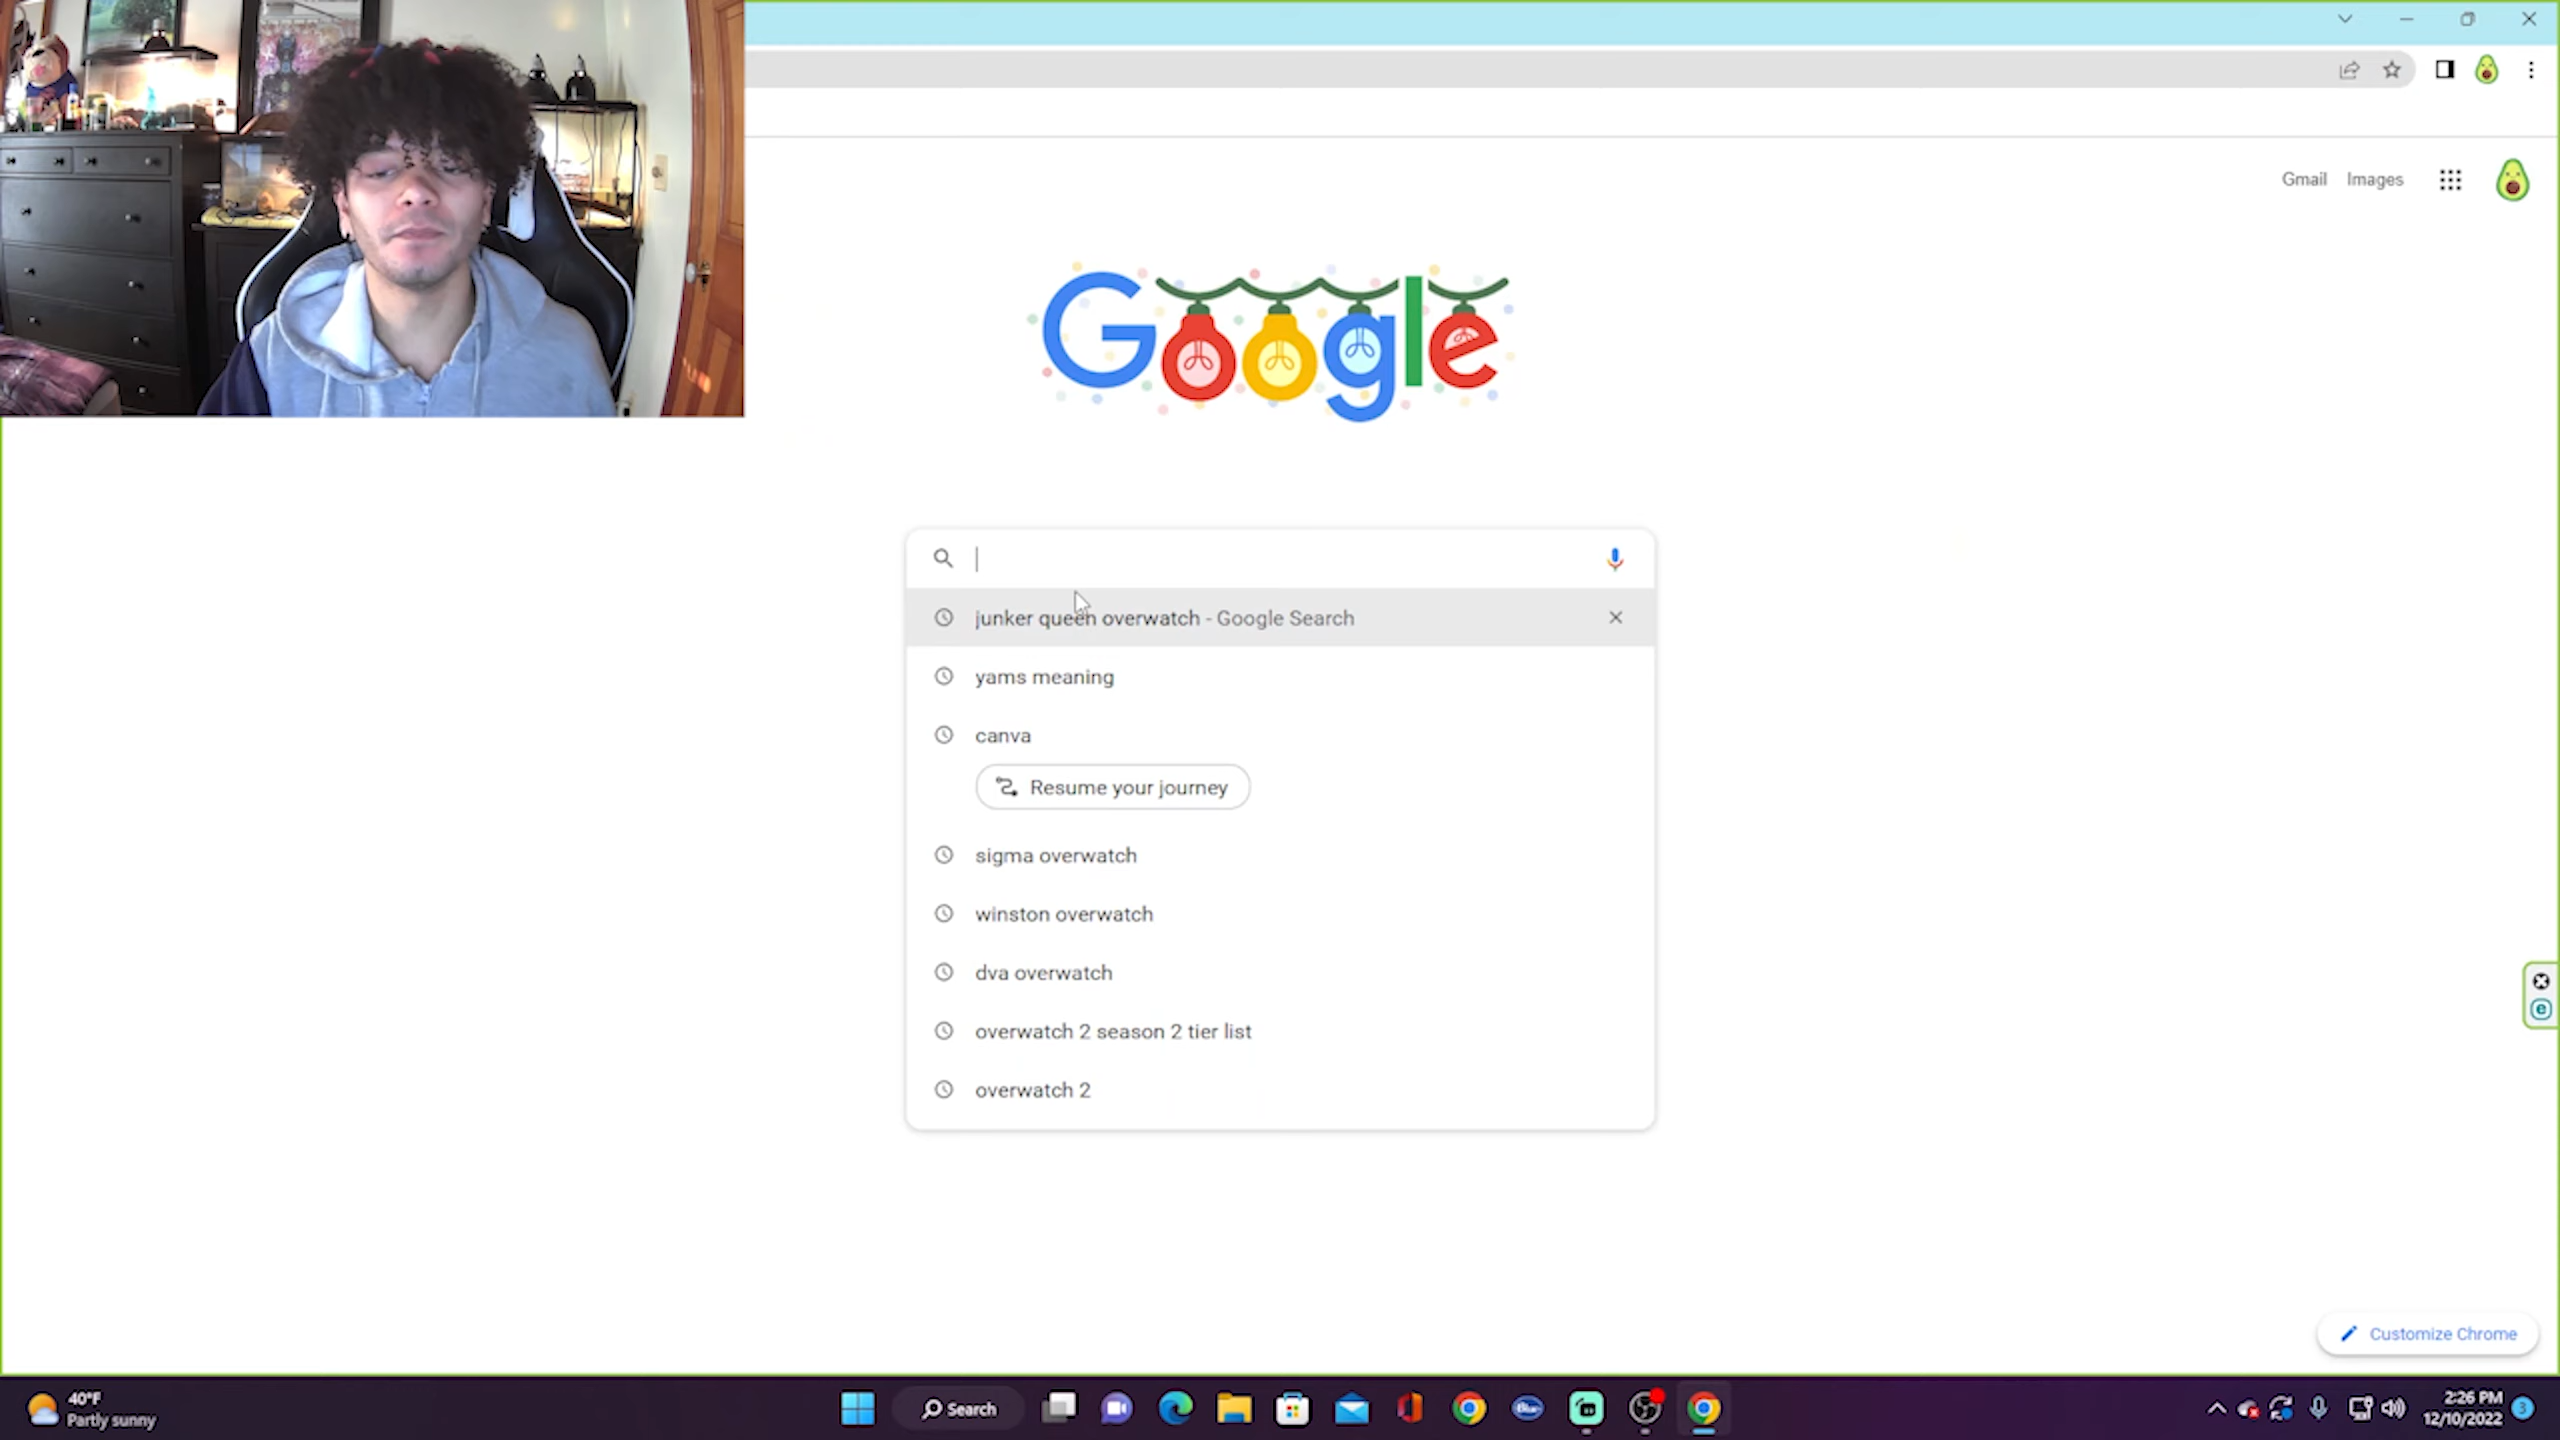 Gmail Images
Google
junker queen overwatch - Google Search
yams meaning
canva
Resume your journey
sigma overwatch
winston overwatch
dva overwatch
overwatch 2 season 2 tier list
overwatch 2
Customize Chrome
40°F
Partly sunny
Search
2:26 PM
12/10/2022
3